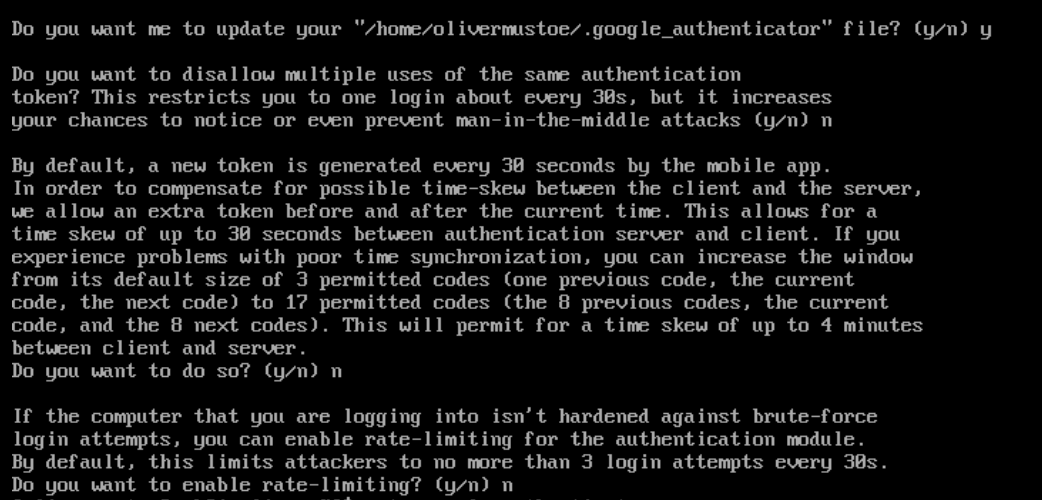 Do you want me to update your "/home/olivermustoe/.google_authenticator" file? (y/n) y
Do you want to disallow multiple uses of the same authentication
token? This restricts you to one login about every 30s, but it increases
your chances to notice or even prevent man-in-the-middle attacks (y/n) n
By default, a new token is generated every 30 seconds by the mobile app.
In order to compensate for possible time-skew between the client and the server,
we allow an extra token before and after the current time. This allows for a
time skew of up to 30 seconds between authentication server and client. If you
experience problems with poor time synchronization, you can increase the window
from its default size of 3 permitted codes (one previous code, the current
code, the next code) to 17 permitted codes (the 8 previous codes, the current
code, and the 8 next codes). This will permit for a time skew of up to 4 minutes
between client and server.
Do you want to do so? (y/n) n
If the computer that you are logging into isn't hardened against brute-force
login attempts, you can enable rate-limiting for the authentication module.
By default, this limits attackers to no more than 3 login attempts every 30s.
Do you want to enable rate-limiting? (y/n) n